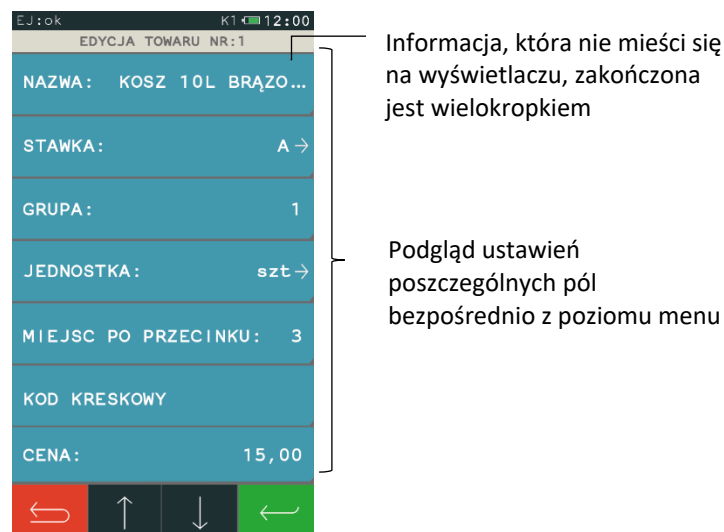 EJ:ok K1 12:00
EDYCJA TOWARU NR:1
NAZWA: KOSZ 10L BRĄZO...
STAWKA: A
GRUPA: 1
JEDNOSTKA: szt
MIEJSC PO PRZECINKU: 3
KOD KRESKOWY
CENA: 15,00
Informacja, która nie mieści się
na wyświetlaczu, zakończona
jest wielokropkiem
Podgląd ustawień
poszczególnych pól
bezpośrednio z poziomu menu